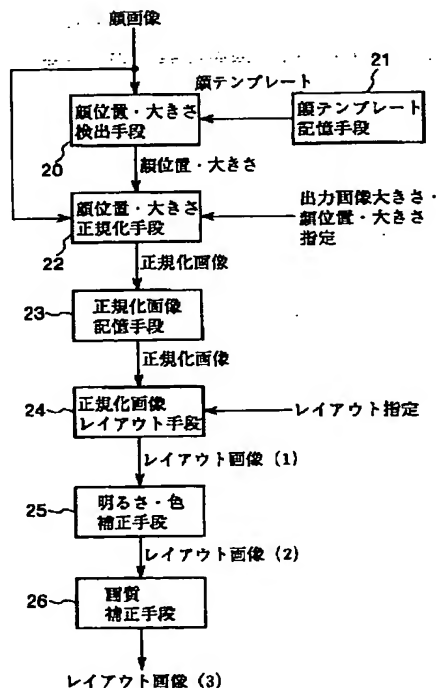 顔画像
顔テンプレート
21
顔位置・大きさ
検出手段
顔テンプレート
記憶手段
20
顔位置・大きさ
顔位置・大きさ
正規化手段
出力画像大きさ・
顔位置・大きさ
指定
22
正規化画像
23
正規化画像
記憶手段
正規化画像
24
正規化画像
レイアウト手段
レイアウト指定
レイアウト画像 (1)
25
明るさ・色
補正手段
レイアウト画像 (2)
26
画質
補正手段
レイアウト画像 (3)